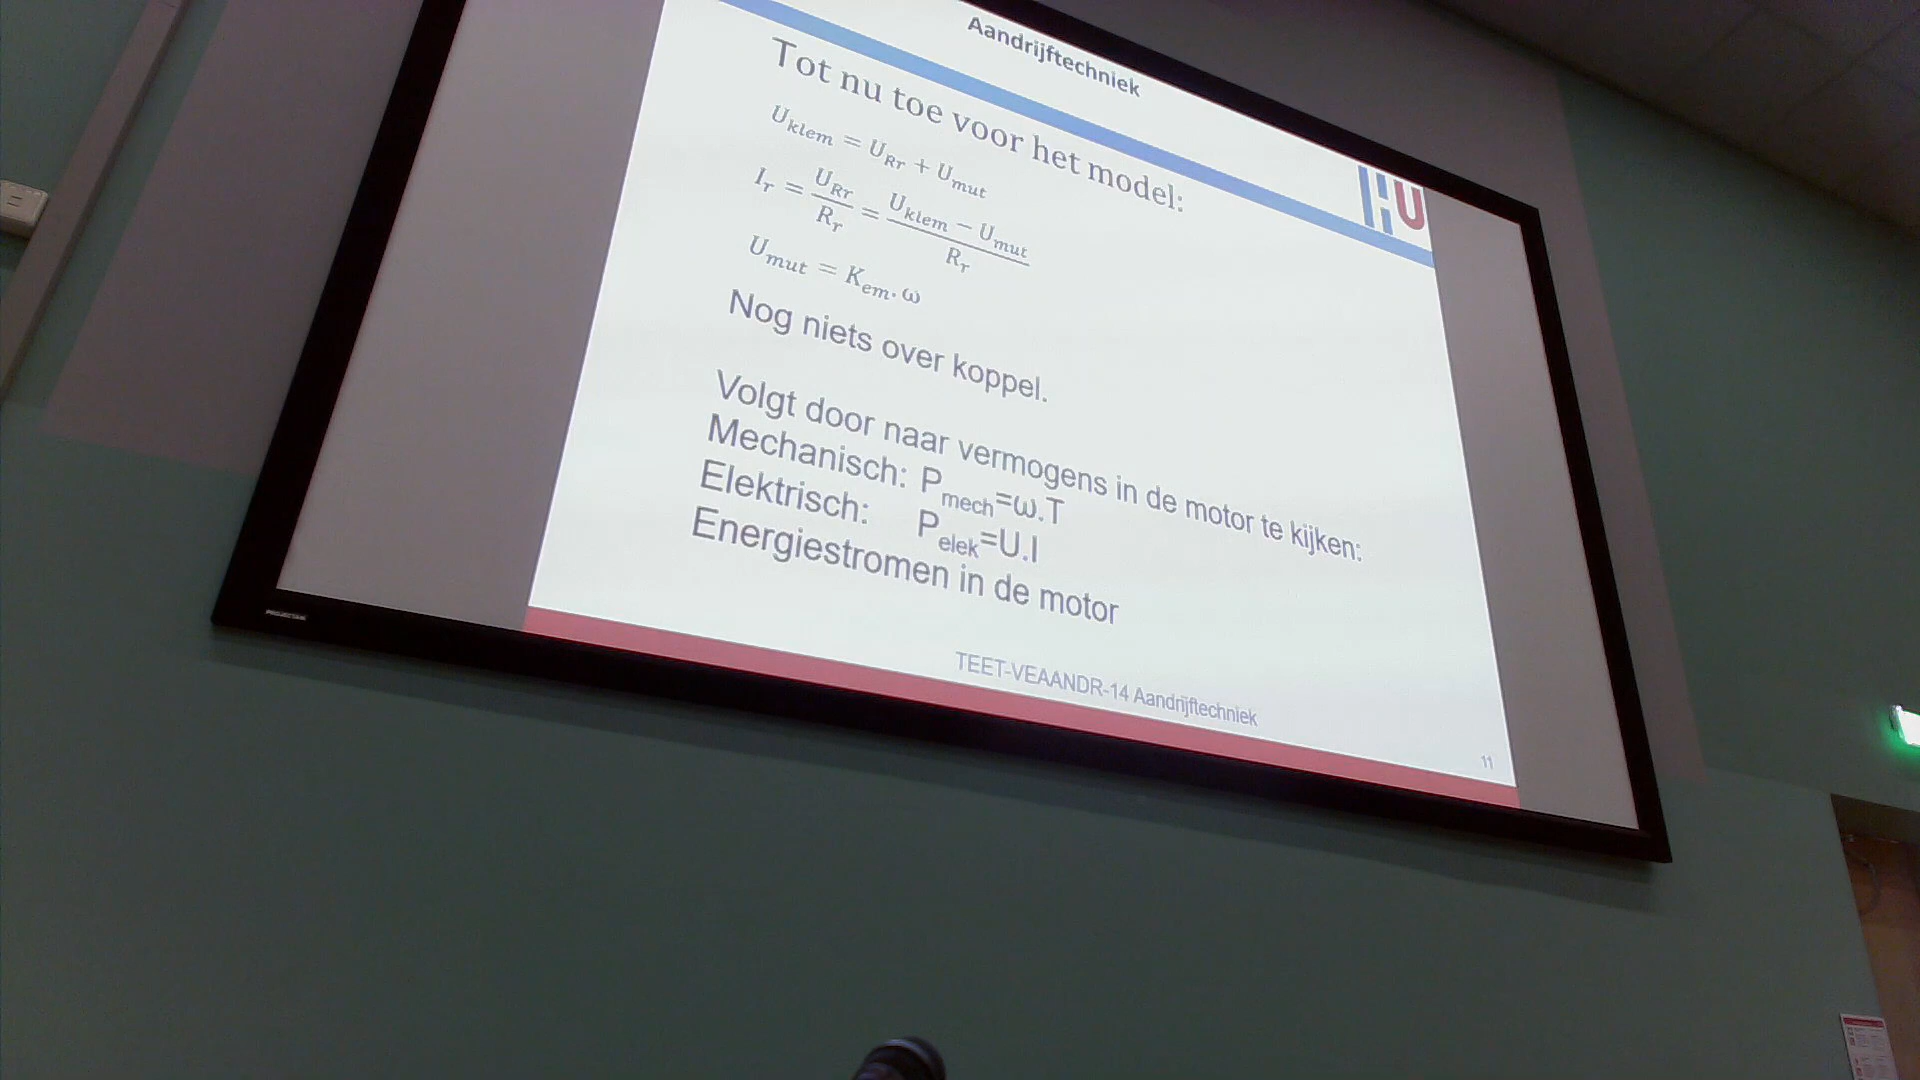 Aandrijftechniek
Tot nu toe voor het model:
HU
U_klem = U_Rr + U_mut
I_r = U_Rr / R_r = (U_klem − U_mut) / R_r
U_mut = K_em. ω
Nog niets over koppel.
Volgt door naar vermogens in de motor te kijken:
Mechanisch: P_mech=ω.T
Elektrisch: P_elek=U.I
Energiestromen in de motor
TEET-VEAANDR-14 Aandrijftechniek
11